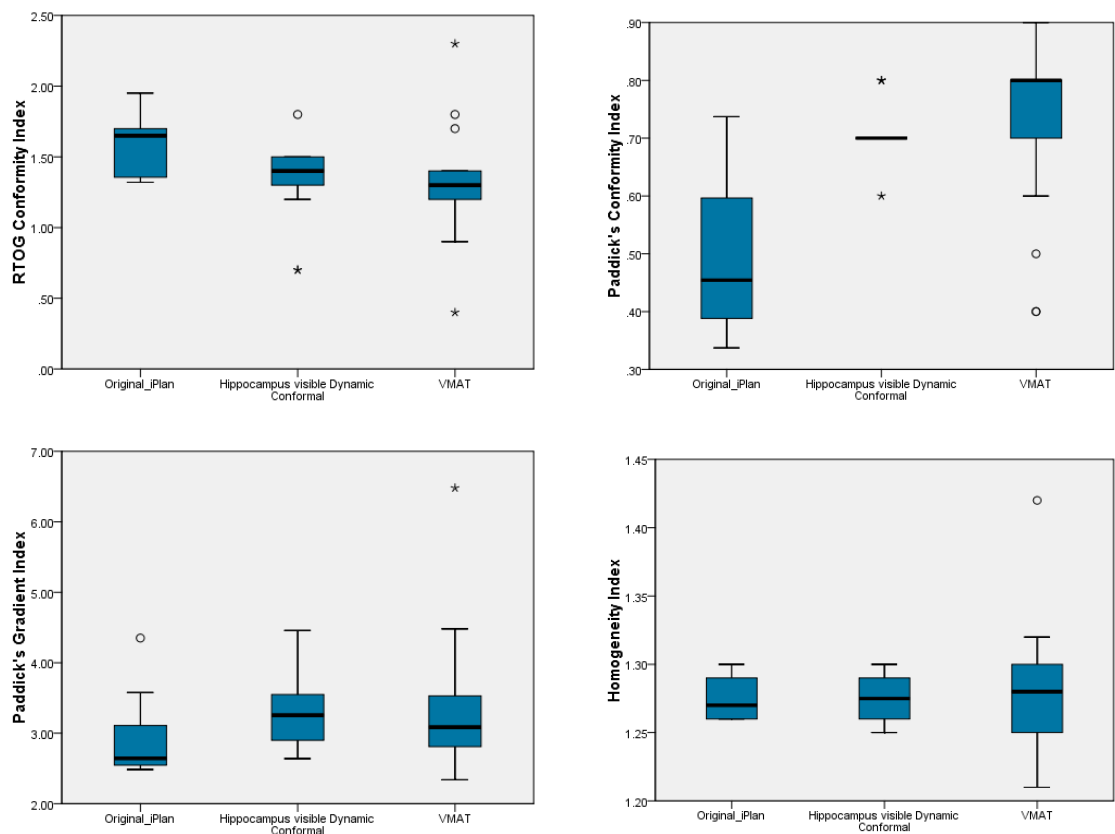 RTOG Conformity Index
2.50
2.00
1.50
1.00
.50
.00
Original_iPlan
Hippocampus visible Dynamic
Conformal
VMAT
Paddick's Conformity Index
.90
.80
.70
.60
.50
.40
.30
Original_iPlan
Hippocampus visible Dynamic
Conformal
VMAT
Paddick's Gradient Index
7.00
6.00
5.00
4.00
3.00
2.00
Original_iPlan
Hippocampus visible Dynamic
Conformal
VMAT
Homogeneity Index
1.45
1.40
1.35
1.30
1.25
1.20
Original_iPlan
Hippocampus visible Dynamic
Conformal
VMAT